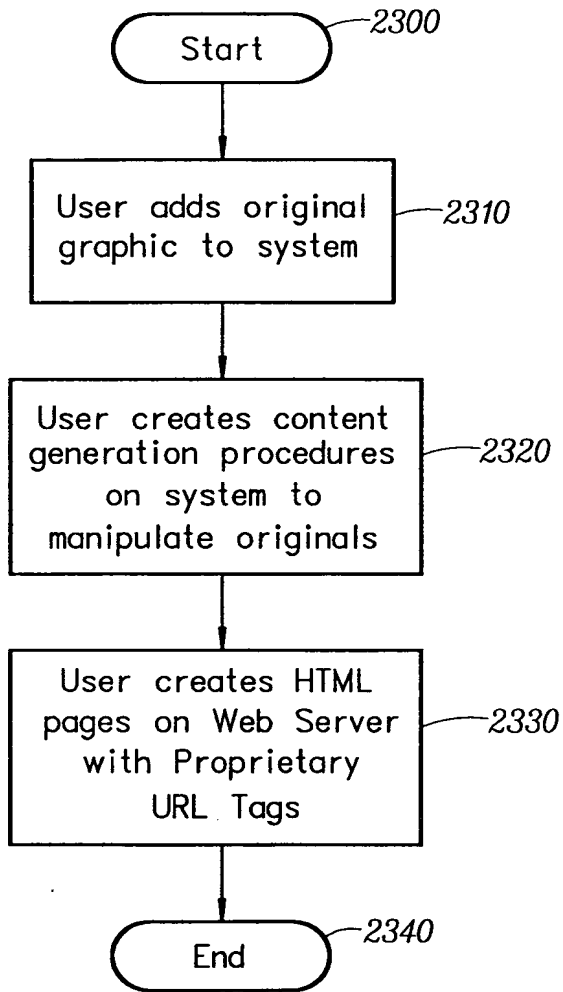 Start
2300
User adds original
graphic to system
2310
User creates content
generation procedures
on system to
manipulate originals
2320
User creates HTML
pages on Web Server
with Proprietary
URL Tags
2330
End
2340